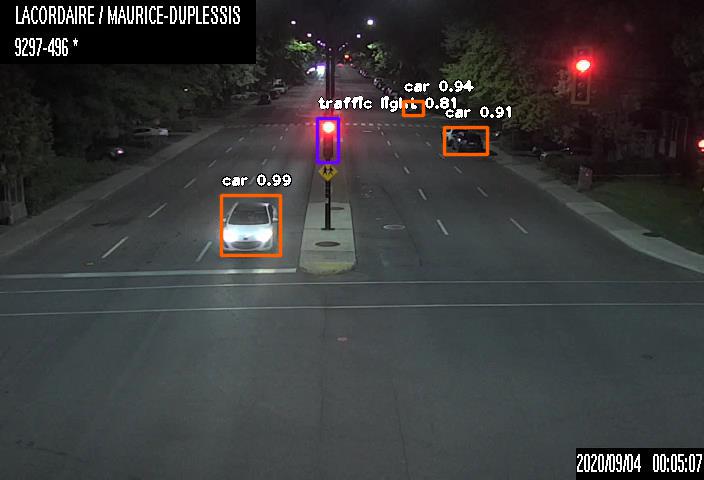 LACORDAIRE / MAURICE-DUPLESSIS
9297-496 *
car 0.94
traffic light 0.81
car 0.91
car 0.99
2020/09/04 00:05:07